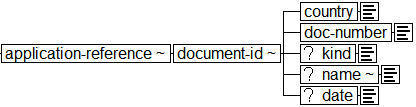 country
doc-number
application-reference ~ document-id ~ ? kind
? name ~
? date